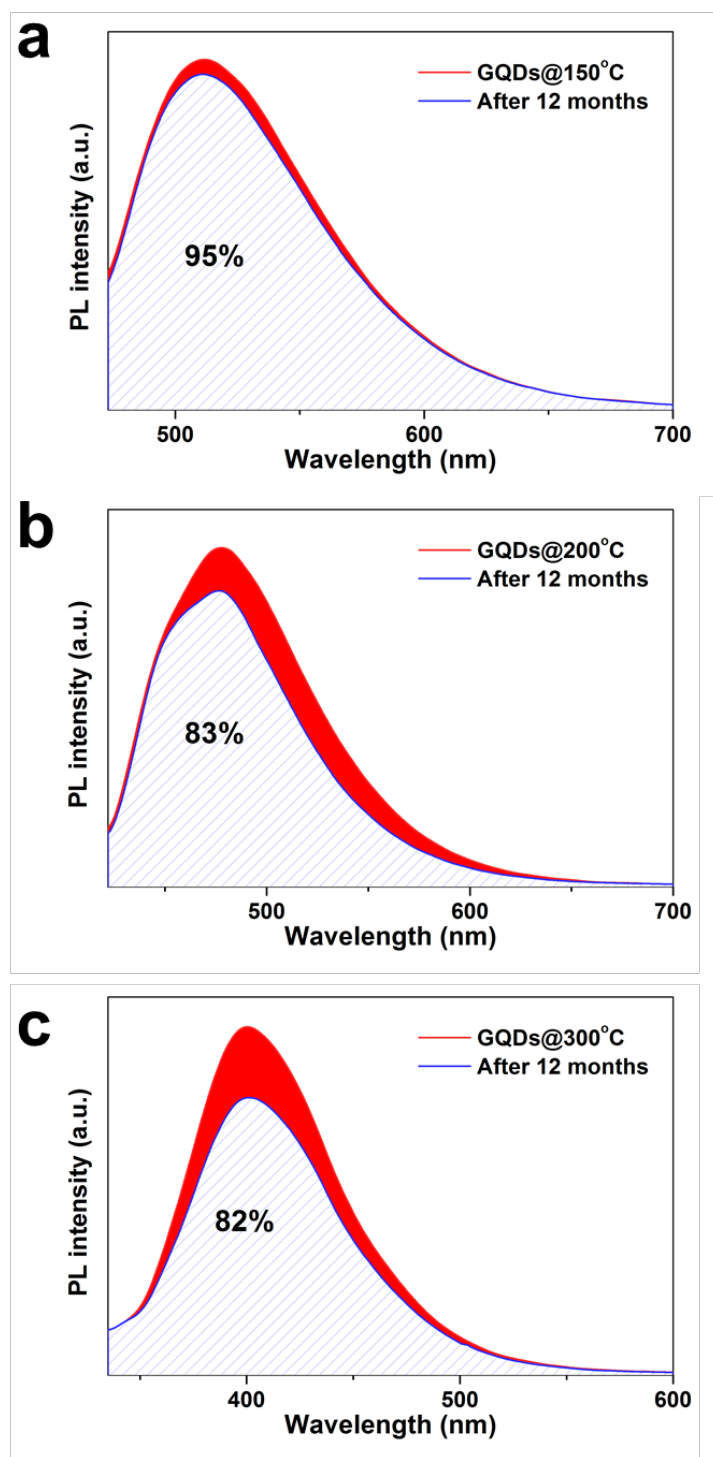 a
GQDs@150°C
After 12 months
PL intensity (a.u.)
95%
500 600 700
Wavelength (nm)
b
GQDs@200°C
After 12 months
PL intensity (a.u.)
83%
500 600 700
Wavelength (nm)
c
GQDs@300°C
After 12 months
PL intensity (a.u.)
82%
400 500 600
Wavelength (nm)